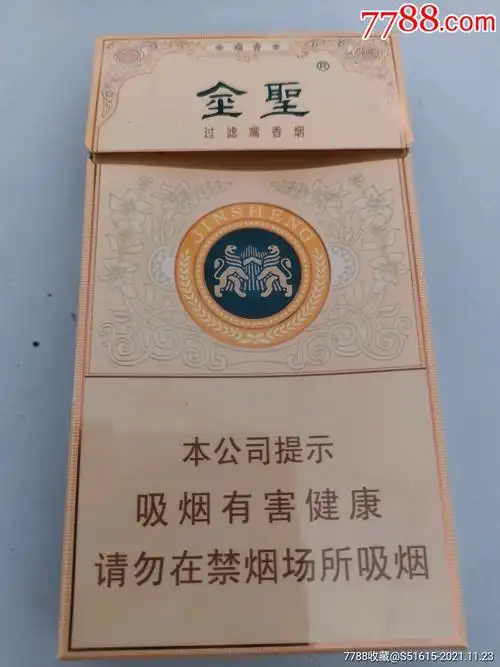 7788.com
金聖®
过滤嘴香烟
JINSHENG
本公司提示
吸烟有害健康
请勿在禁烟场所吸烟
7788收藏@S51615-2021.11.23